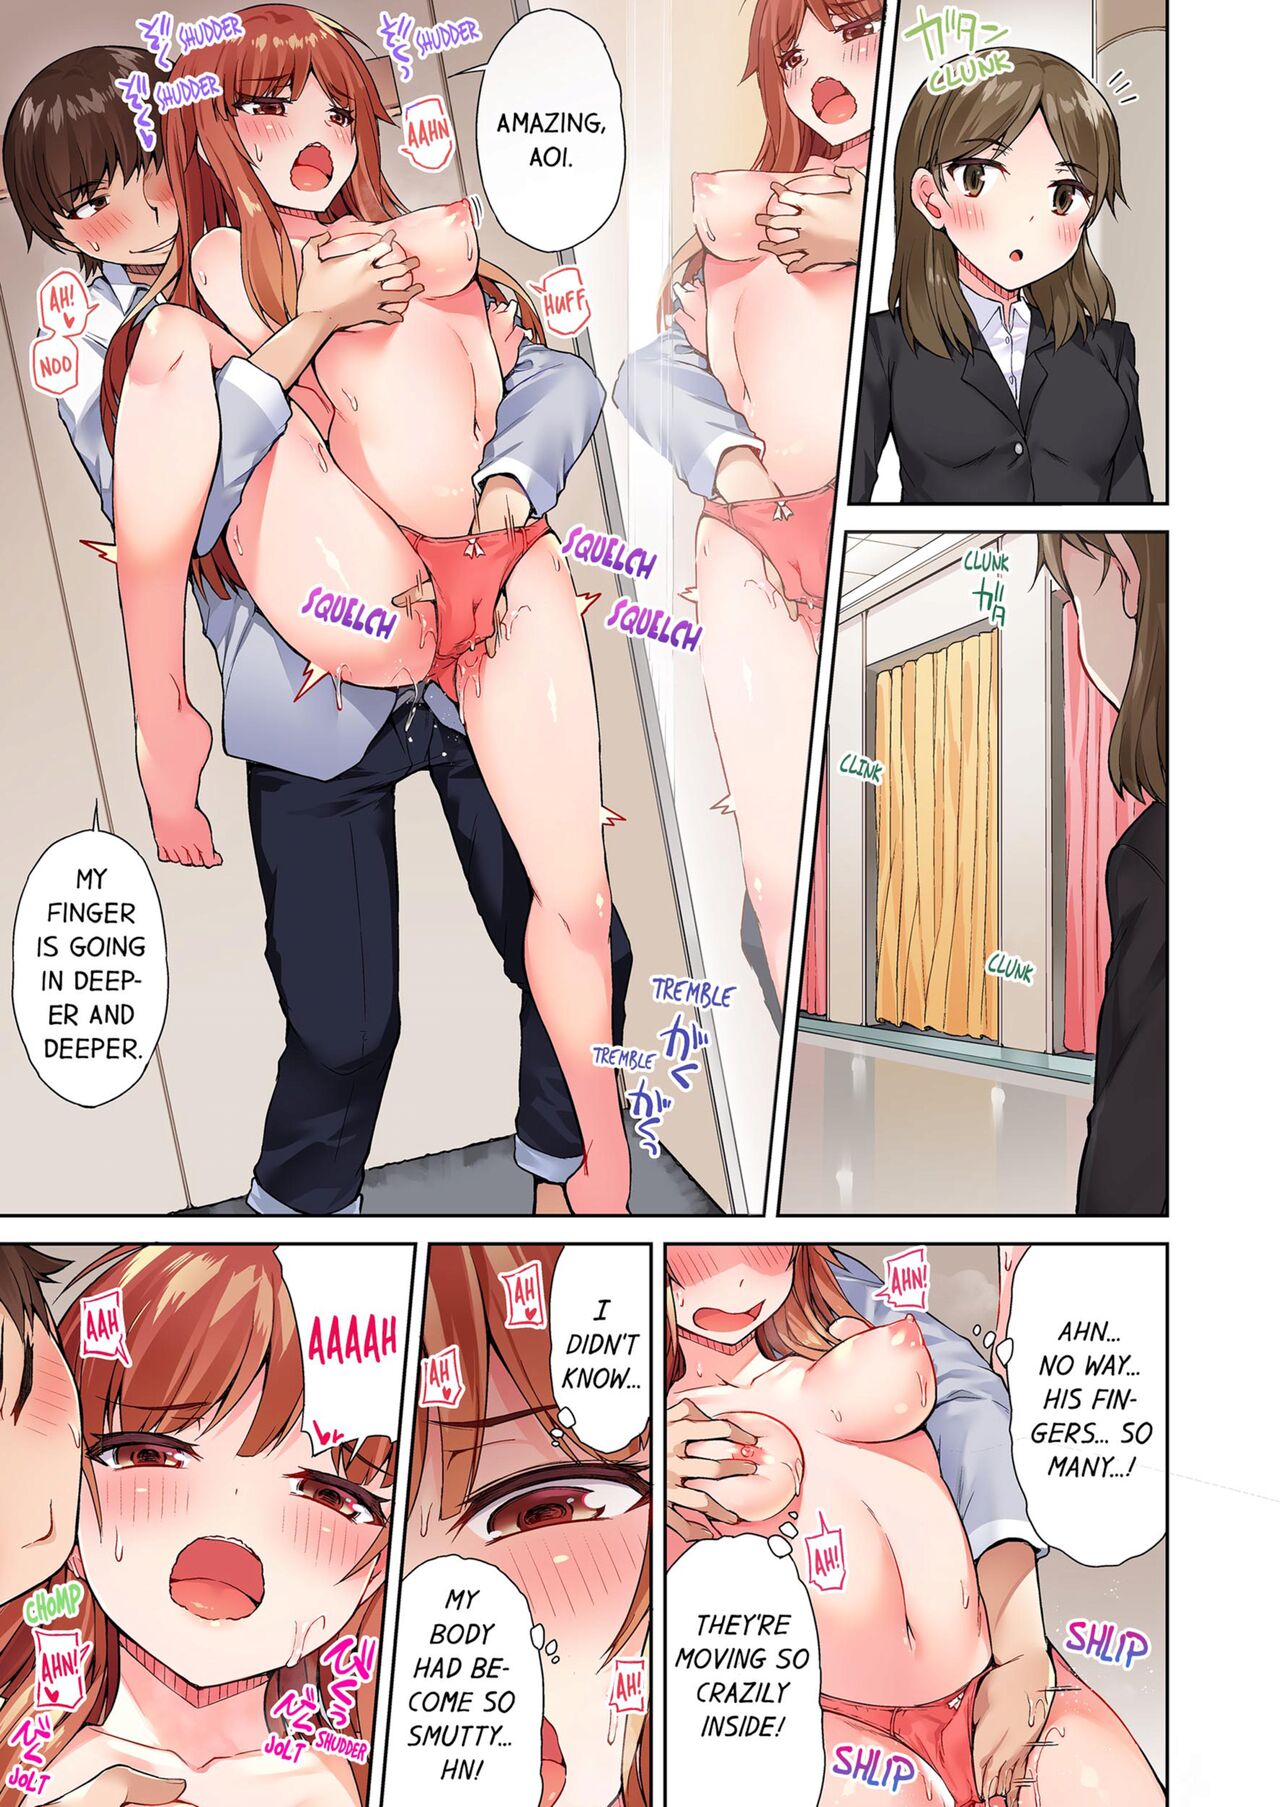 ガタン
CLUNK
CLUNK
ガタ
CLINK
CLUNK
AMAZING,
AOI.
SHUDDER
SHUDDER
SHUDDER
AAHN
HUFF
AH!
NOO
SQUELCH
SQUELCH
SQUELCH
MY
FINGER
IS GOING
IN DEEP-
ER AND
DEEPER.
TREMBLE
TREMBLE
AHN...
NO WAY...
HIS FIN-
GERS... SO
MANY...!
AHN!
AH!
THEY'RE
MOVING SO
CRAZILY
INSIDE!
SHLIP
SHLIP
I
DIDN'T
KNOW...
AH
AH
MY
BODY
HAD BE-
COME SO
SMUTTY...
HN!
AH!
AAAAH
AAH
CHOMP
AHN!
JOLT
SHUDDER
JOLT